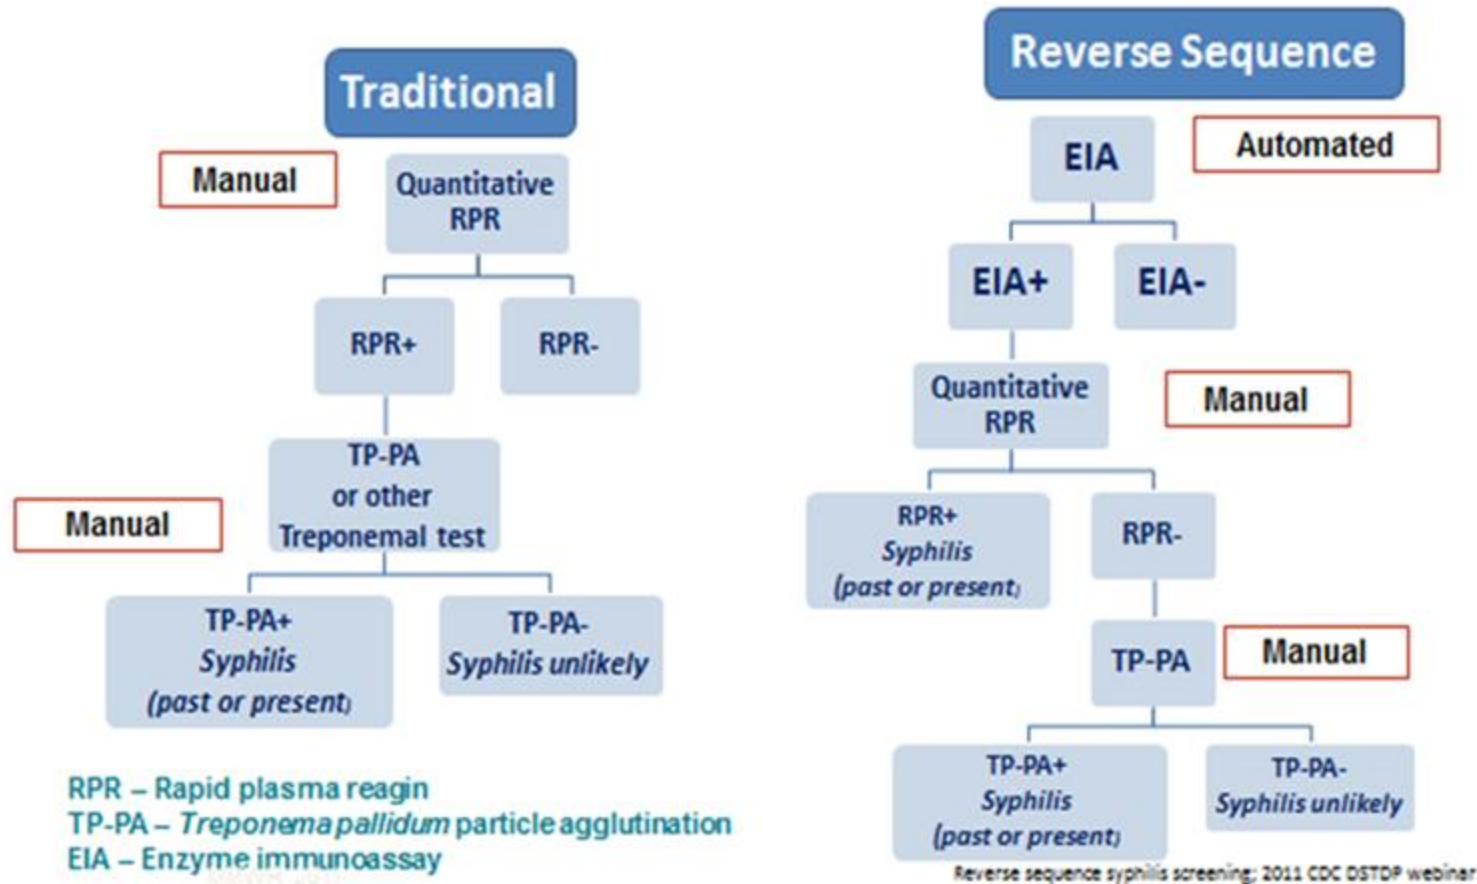 Traditional
Manual
Quantitative
RPR
RPR+
RPR-
TP-PA
or other
Treponemal test
Manual
TP-PA+
Syphilis
(past or present)
TP-PA-
Syphilis unlikely
RPR – Rapid plasma reagin
TP-PA – Treponema pallidum particle agglutination
EIA – Enzyme immunoassay
Reverse Sequence
EIA
Automated
EIA+
EIA-
Quantitative
RPR
Manual
RPR+
Syphilis
(past or present)
RPR-
TP-PA
Manual
TP-PA+
Syphilis
(past or present)
TP-PA-
Syphilis unlikely
Reverse sequence syphilis screening; 2011 CDC DSTDP webinar